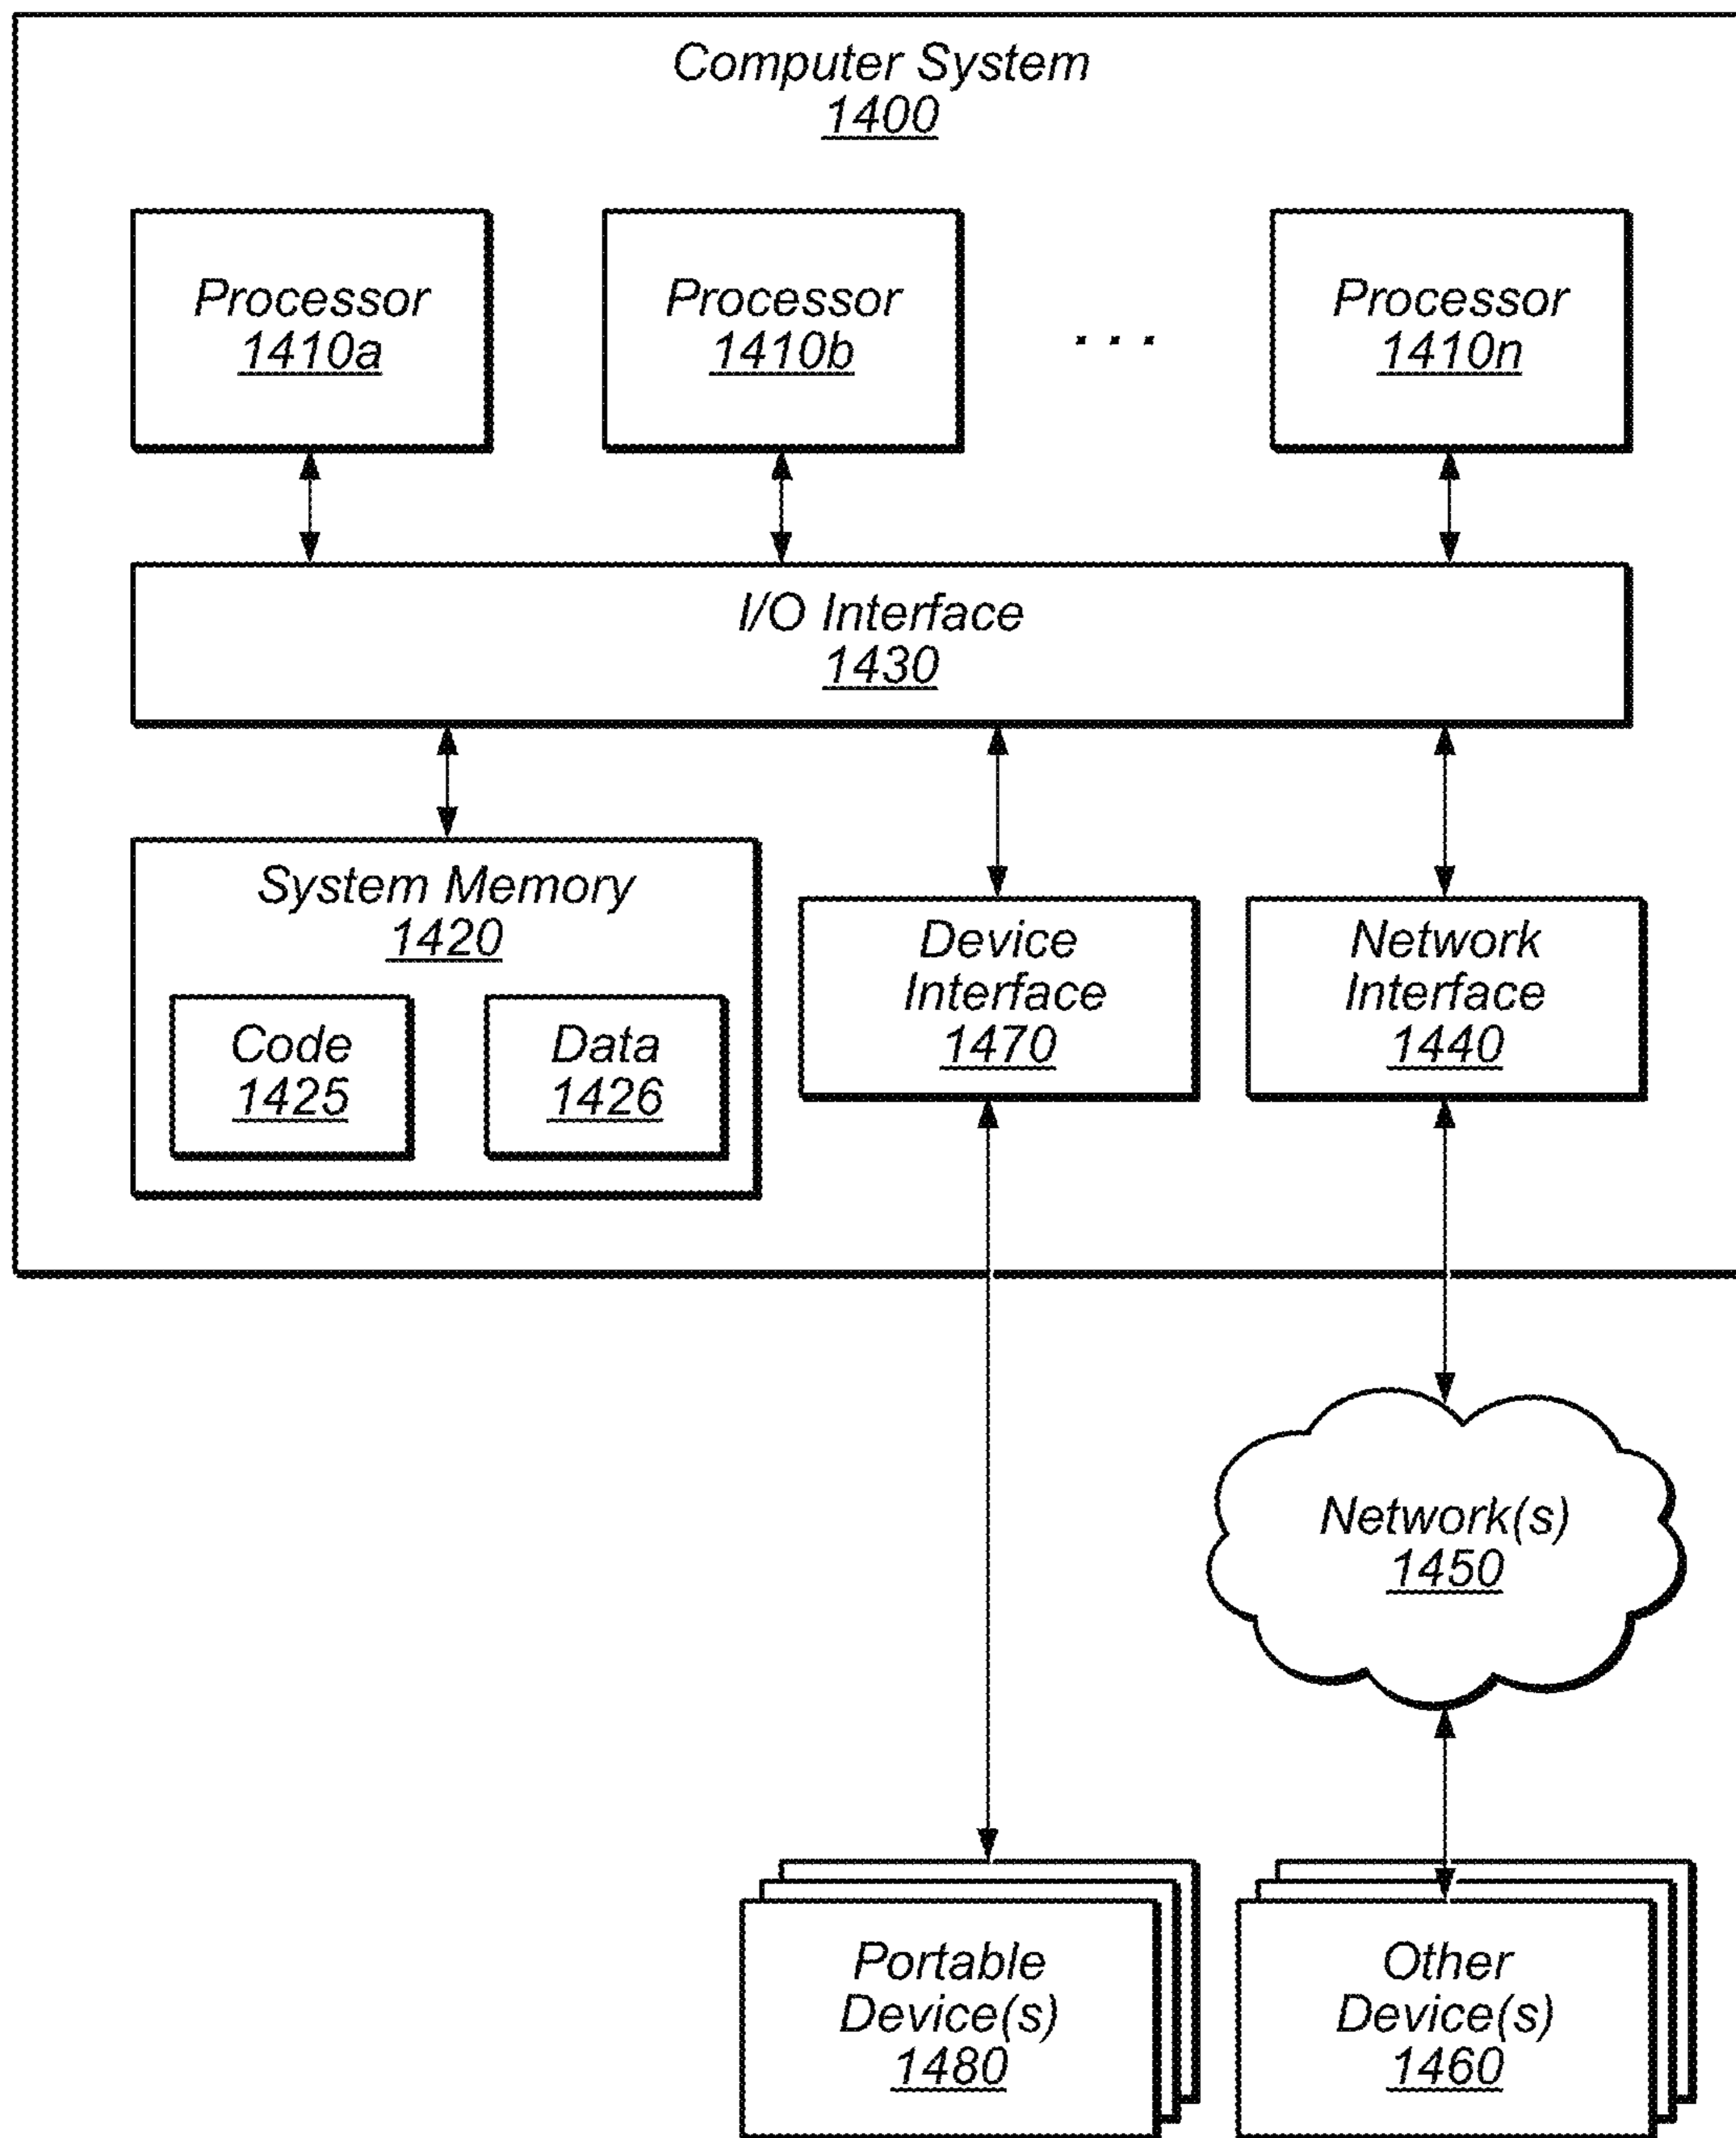 Computer System
1400
Processor
1410a
Processor
1410b
. . .
Processor
1410n
I/O Interface
1430
System Memory
1420
Code
1425
Data
1426
Device
Interface
1470
Network
Interface
1440
Network(s)
1450
Portable
Device(s)
1480
Other
Device(s)
1460